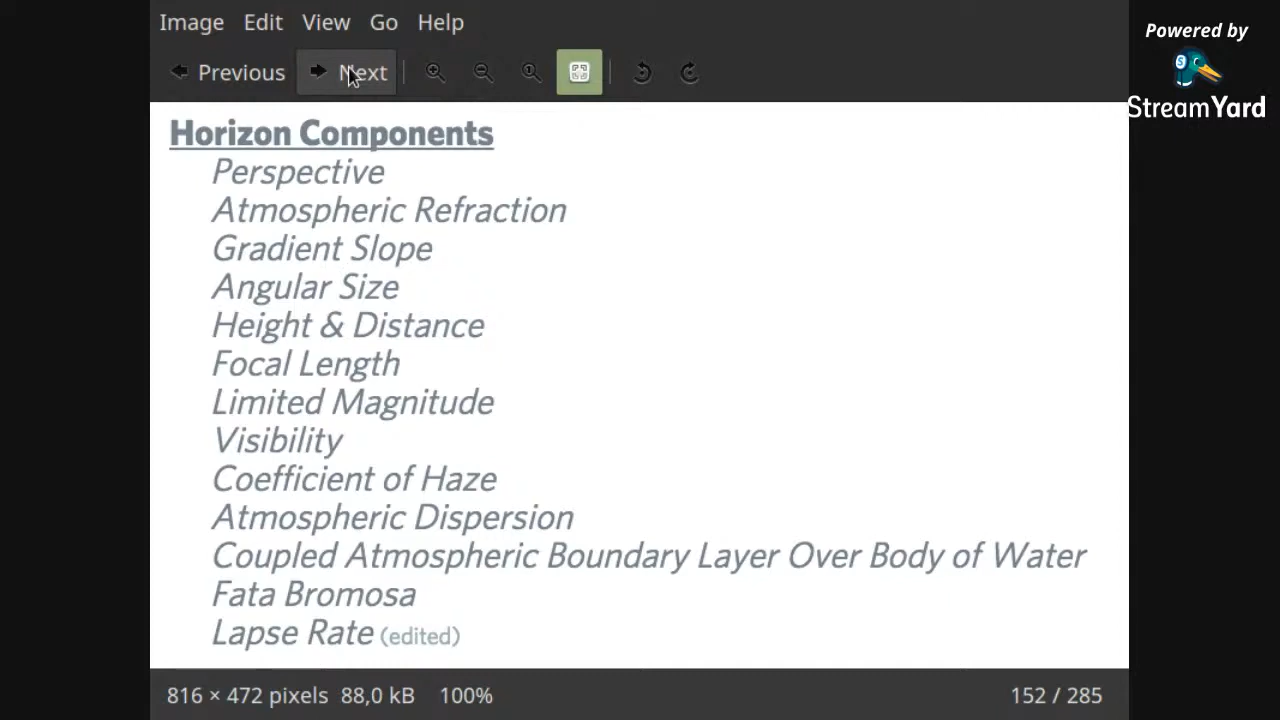 Image Edit View Go Help
Powered by
StreamYard
Previous Next
Horizon Components
Perspective
Atmospheric Refraction
Gradient Slope
Angular Size
Height & Distance
Focal Length
Limited Magnitude
Visibility
Coefficient of Haze
Atmospheric Dispersion
Coupled Atmospheric Boundary Layer Over Body of Water
Fata Bromosa
Lapse Rate (edited)
816 × 472 pixels 88,0 kB 100% 152 / 285